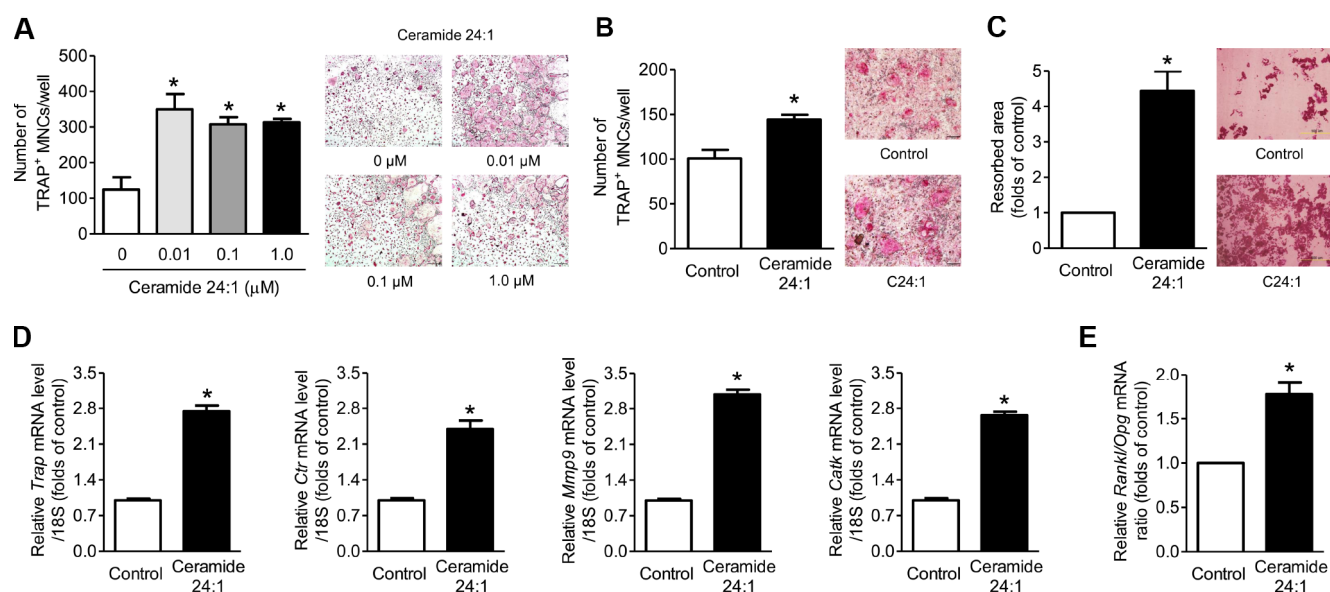 A
Number of
TRAP⁺ MNCs/well
500
400
300
200
100
0
*
*
*
0
0.01
0.1
1.0
Ceramide 24:1 (μM)
Ceramide 24:1
0 μM
0.01 μM
0.1 μM
1.0 μM
B
Number of
TRAP⁺ MNCs/well
200
150
100
50
0
*
Control
Ceramide
24:1
Control
C24:1
C
Resorbed area
(folds of control)
5
4
3
2
1
0
*
Control
Ceramide
24:1
Control
C24:1
D
Relative Trap mRNA level
/18S (folds of control)
3.5
2.8
2.1
1.4
0.7
0.0
*
Control
Ceramide
24:1
Relative Ctr mRNA level
/18S (folds of control)
3.5
2.8
2.1
1.4
0.7
0.0
*
Control
Ceramide
24:1
Relative Mmp9 mRNA level
/18S (folds of control)
3.5
2.8
2.1
1.4
0.7
0.0
*
Control
Ceramide
24:1
Relative Catk mRNA level
/18S (folds of control)
3.5
2.8
2.1
1.4
0.7
0.0
*
Control
Ceramide
24:1
E
Relative Rankl/Opg mRNA
ratio (folds of control)
2.0
1.5
1.0
0.5
0.0
*
Control
Ceramide
24:1